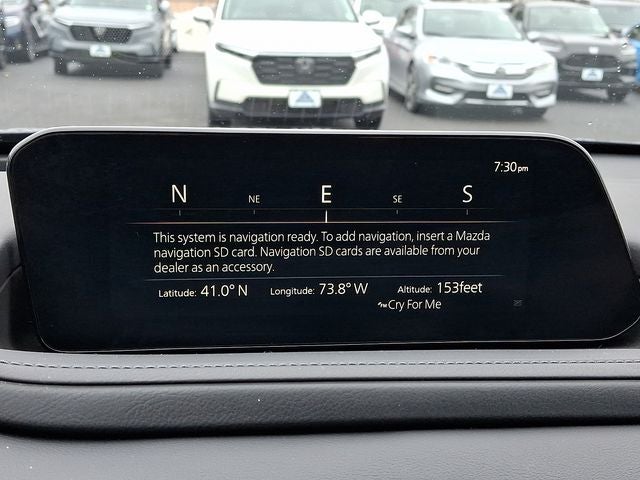 7:30pm
N NE E SE S
This system is navigation ready. To add navigation, insert a Mazda
navigation SD card. Navigation SD cards are available from your
dealer as an accessory.
Latitude: 41.0° N Longitude: 73.8° W Altitude: 153feet
Cry For Me